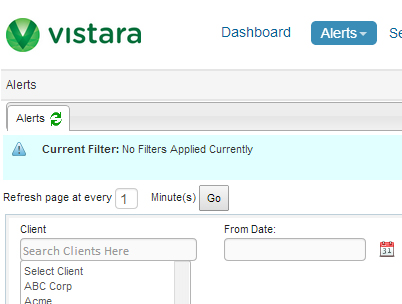 vistara Dashboard Alerts Se
Alerts
Alerts
Current Filter: No Filters Applied Currently
Refresh page at every 1 Minute(s) Go
Client From Date:
Search Clients Here 31
Select Client
ABC Corp
Acme